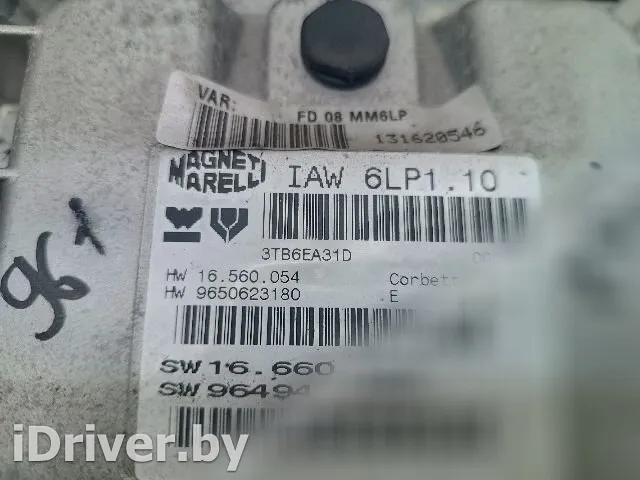 VAR:
FD 08 MM6LP
131620546
MAGNETI MARELLI
IAW 6LP1.10
3TB6EA31D
HW 16.560.054
HW 9650623180
E
SW 16.660
SW 9649
96
iDriver.by